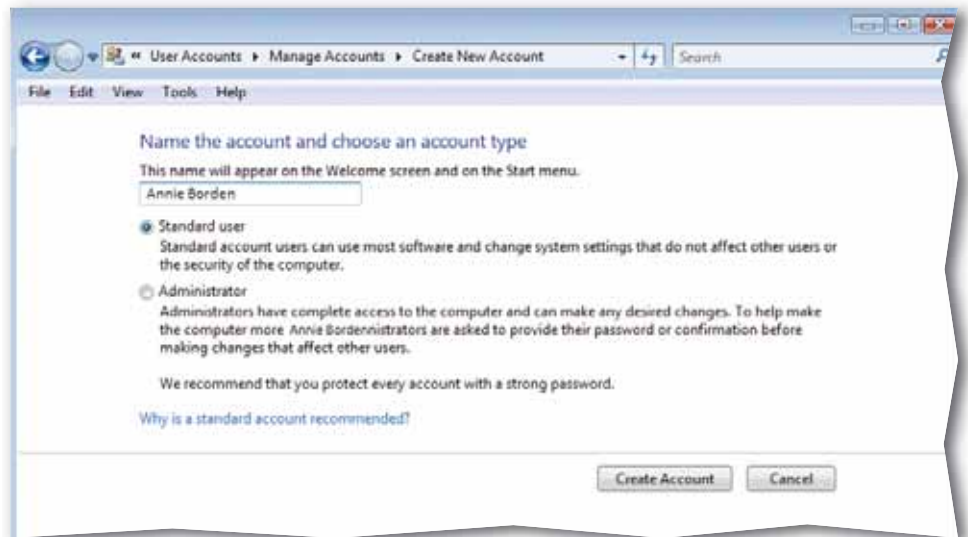 « User Accounts ▸ Manage Accounts ▸ Create New Account
Search
File Edit View Tools Help
Name the account and choose an account type
This name will appear on the Welcome screen and on the Start menu.
Annie Borden
Standard user
Standard account users can use most software and change system settings that do not affect other users or
the security of the computer.
Administrator
Administrators have complete access to the computer and can make any desired changes. To help make
the computer more Annie Bordennistrators are asked to provide their password or confirmation before
making changes that affect other users.
We recommend that you protect every account with a strong password.
Why is a standard account recommended?
Create Account Cancel